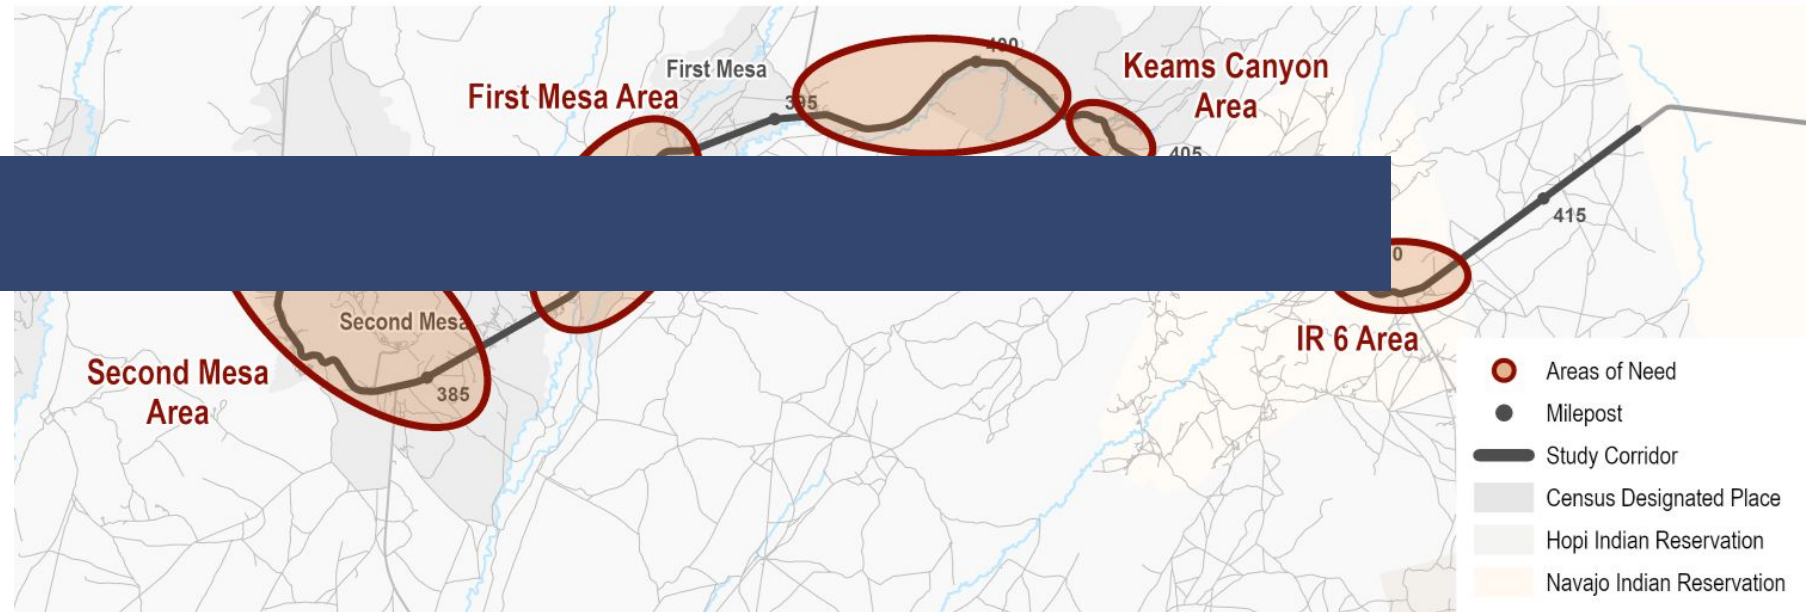 First Mesa
First Mesa Area
395
400
Keams Canyon
Area
405
415
0
Second Mesa
Second Mesa
Area
385
IR 6 Area
Areas of Need
Milepost
Study Corridor
Census Designated Place
Hopi Indian Reservation
Navajo Indian Reservation